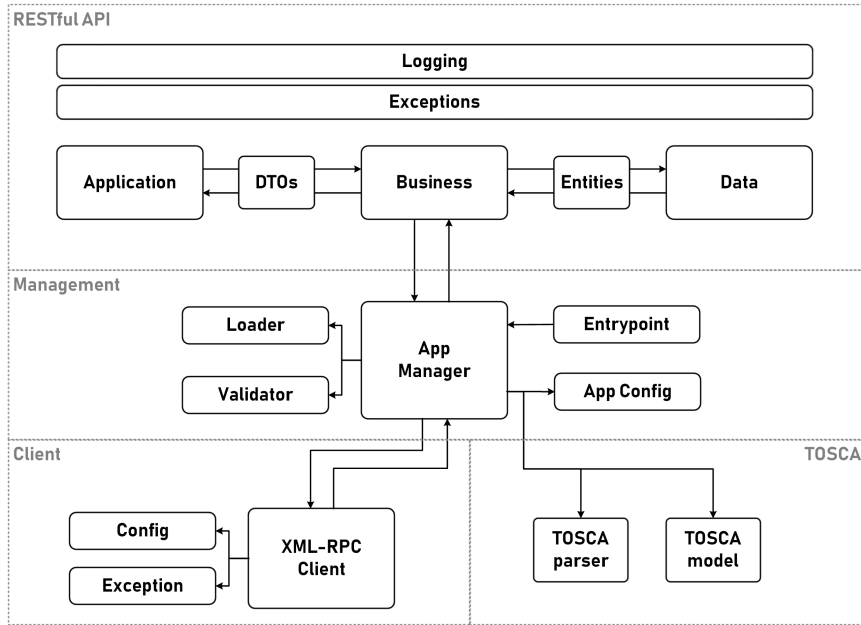 RESTful API
Logging
Exceptions
Application
DTOs
Business
Entities
Data
Management
Loader
App
Manager
Entrypoint
Validator
App Config
Client
TOSCA
Config
XML-RPC
Client
Exception
TOSCA
parser
TOSCA
model